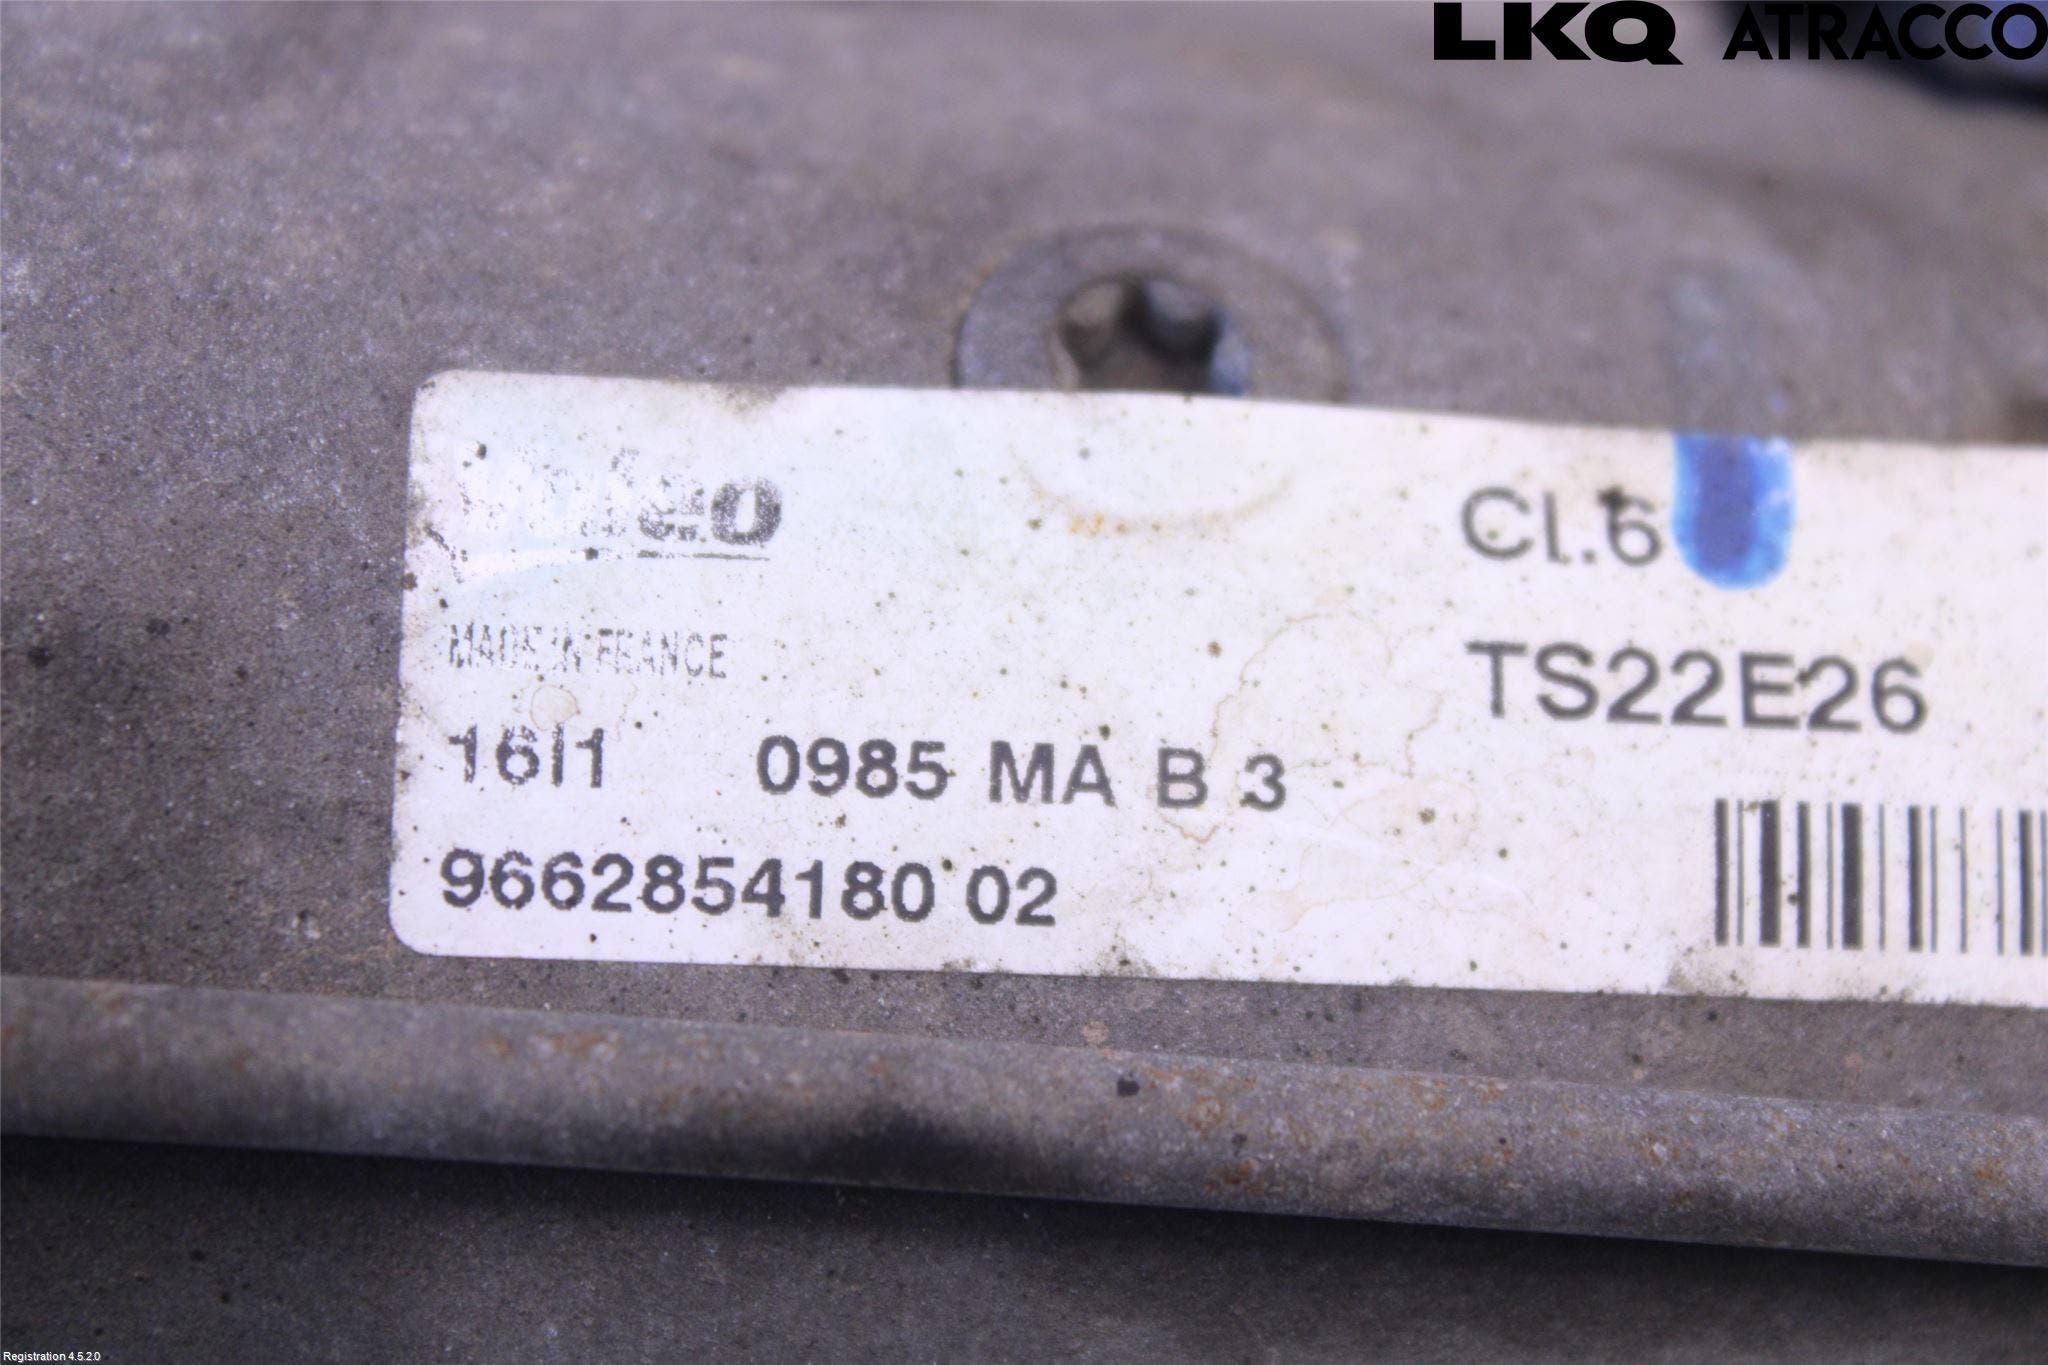 LKQ ATRACCO
valeo
Cl.6
MADE IN FRANCE
TS22E26
16I1 0985 MA B 3
9662854180 02
Registration 4.5.2.0